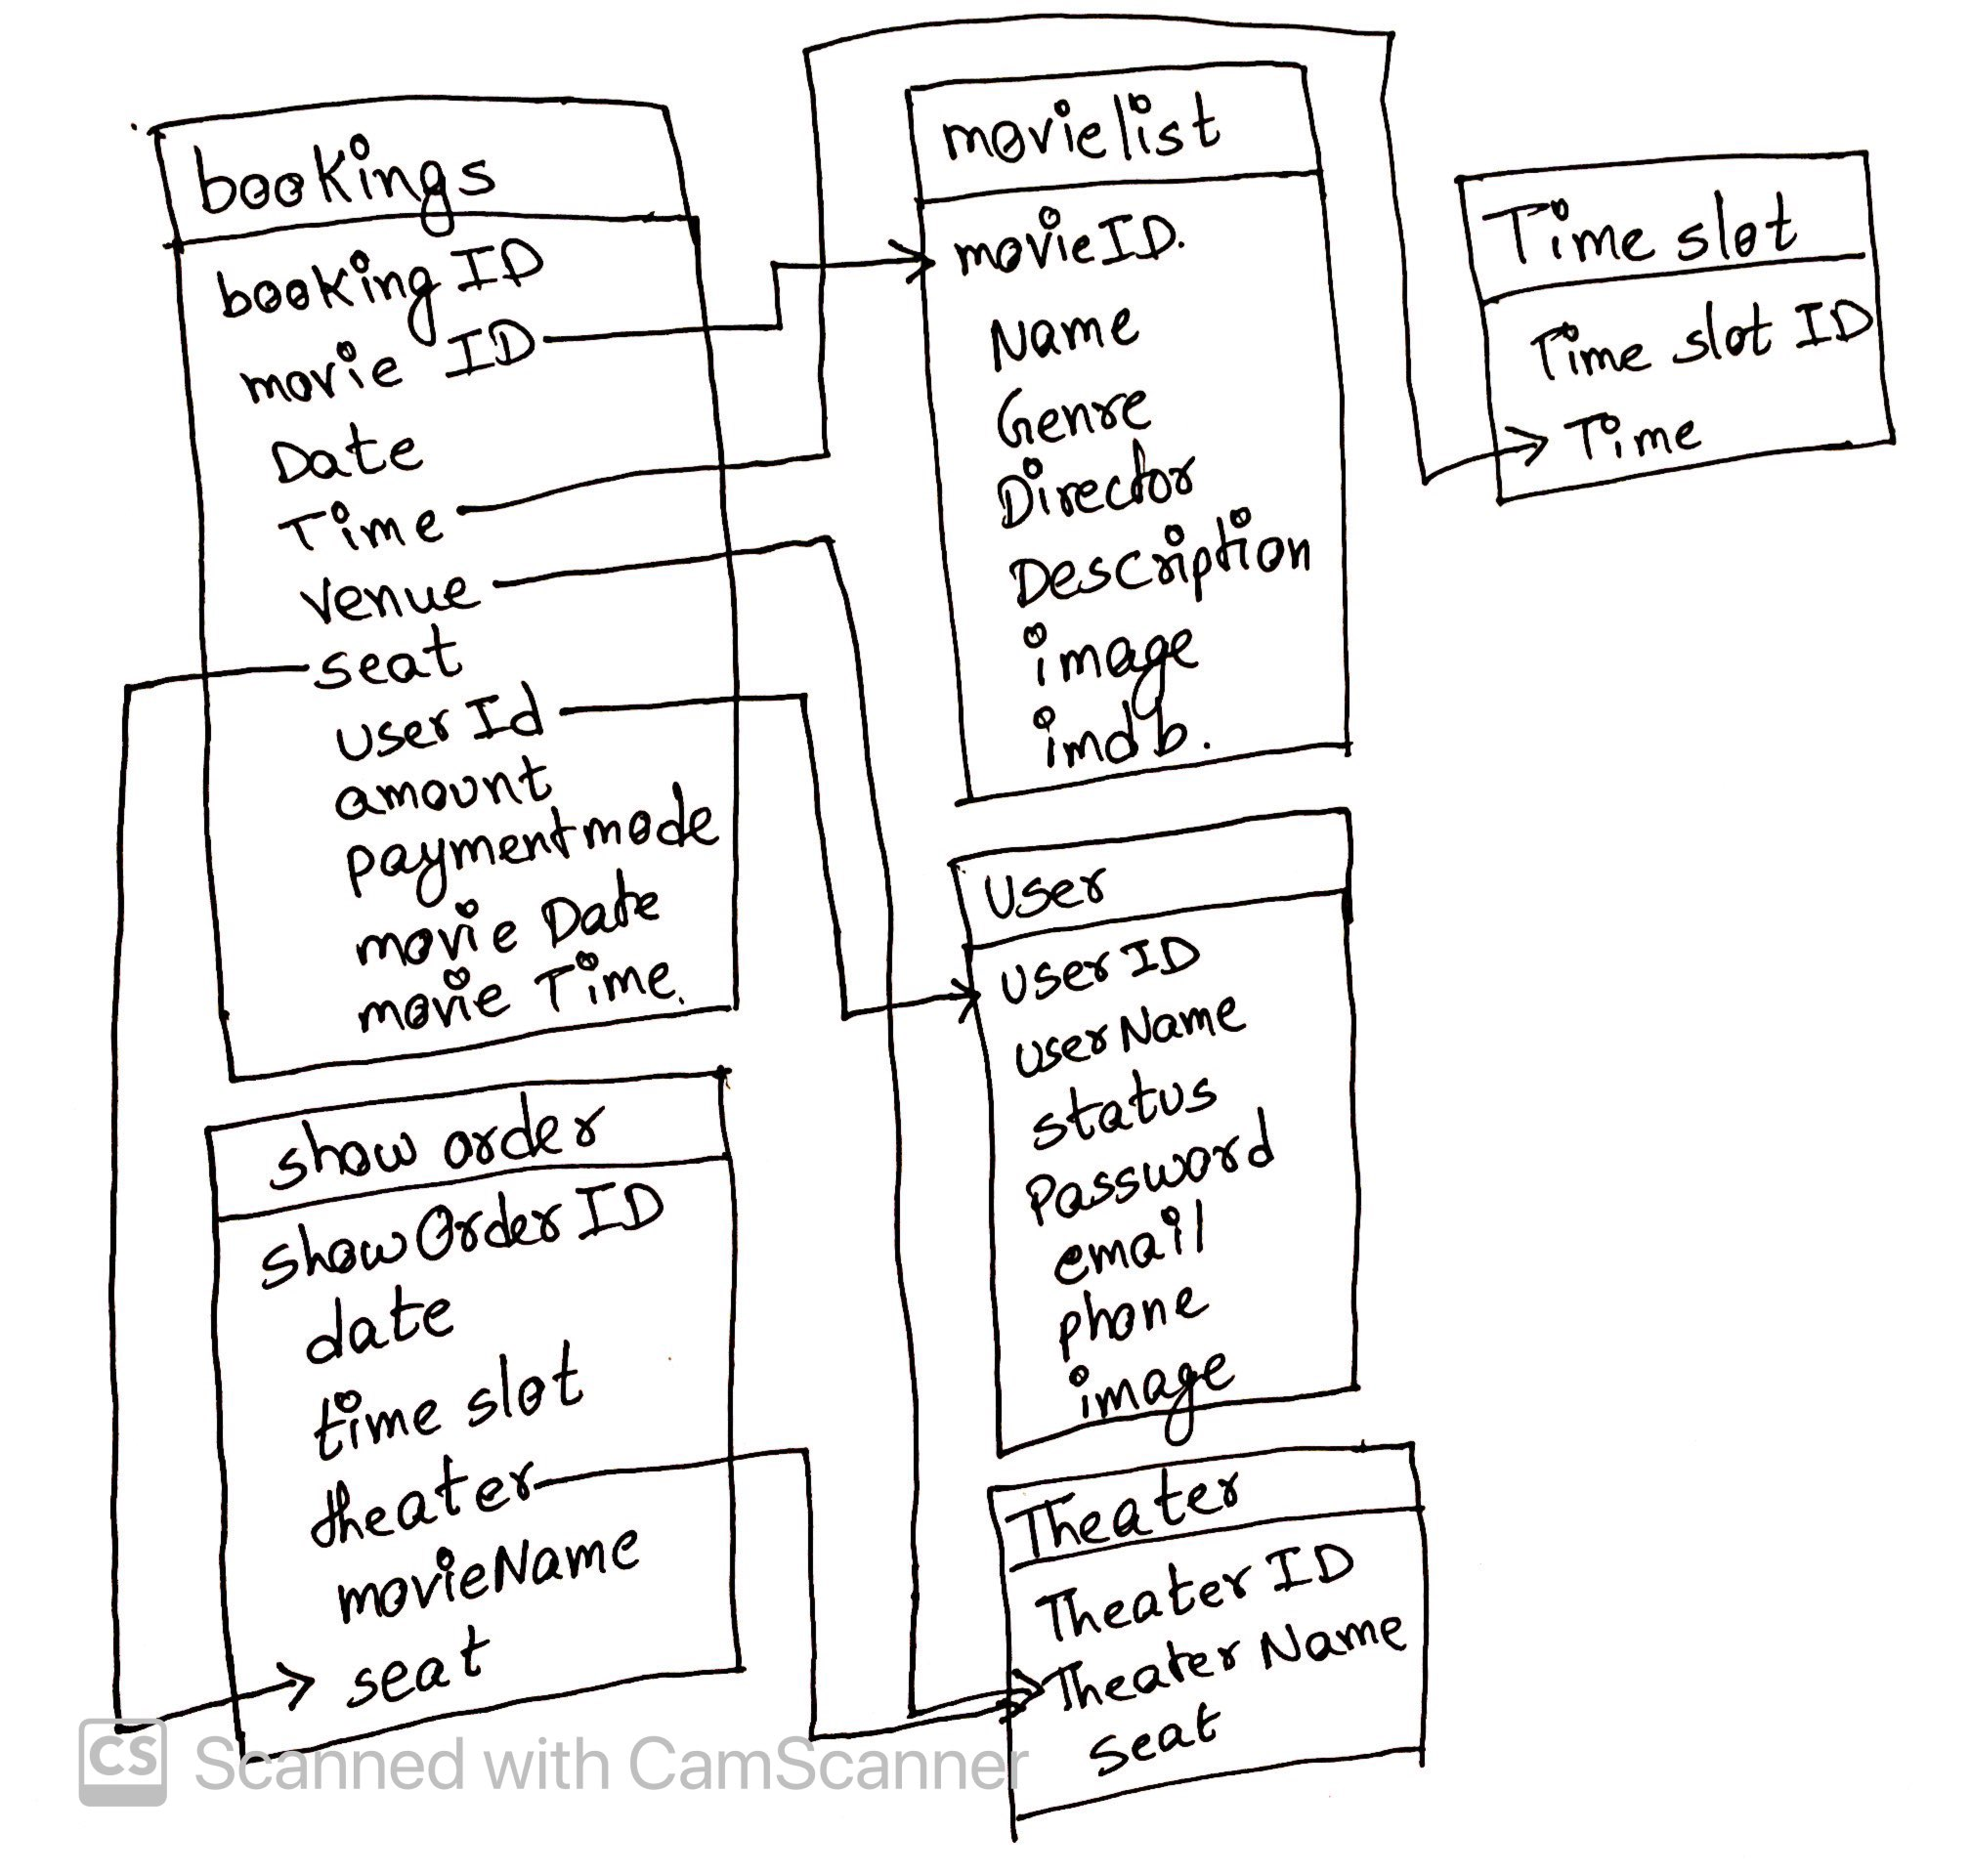 bookings
booking ID
movie ID
Date
Time
Venue
seat
User Id
amount
paymentmode
movie Date
movie Time.
movielist
movieID.
Name
Genre
Director
Description
image
imdb.
Time slot
Time slot ID
Time
User
User ID
User Name
status
Password
email
phone
image
show order
show Order ID
date
time slot
theater
movieName
seat
Theater
Theater ID
Theater Name
Seat
CS Scanned with CamScanner